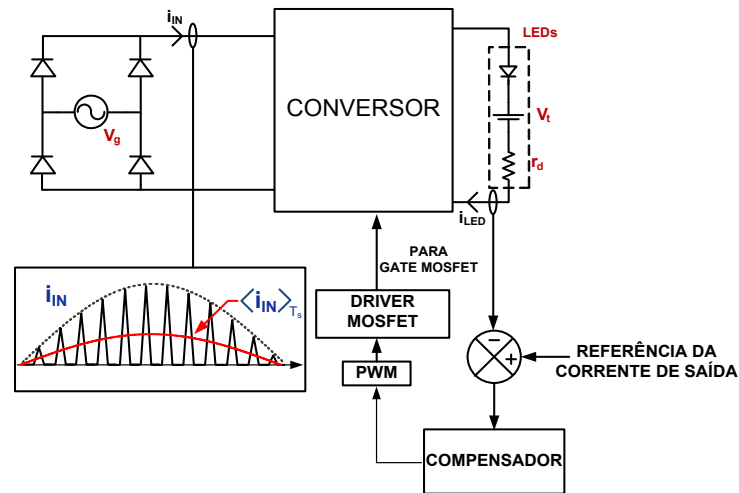 iIN
LEDs
CONVERSOR
Vg
Vt
rd
iLED
PARA
GATE MOSFET
iIN
<iIN>Ts
DRIVER
MOSFET
−
+
REFERÊNCIA DA
CORRENTE DE SAÍDA
PWM
COMPENSADOR